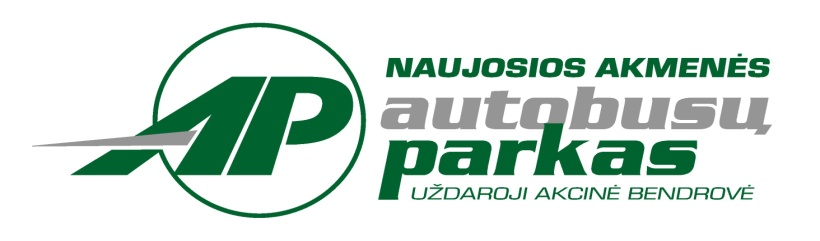 AP
NAUJOSIOS AKMENĖS
autobusų
parkas
UŽDAROJI AKCINĖ BENDROVĖ